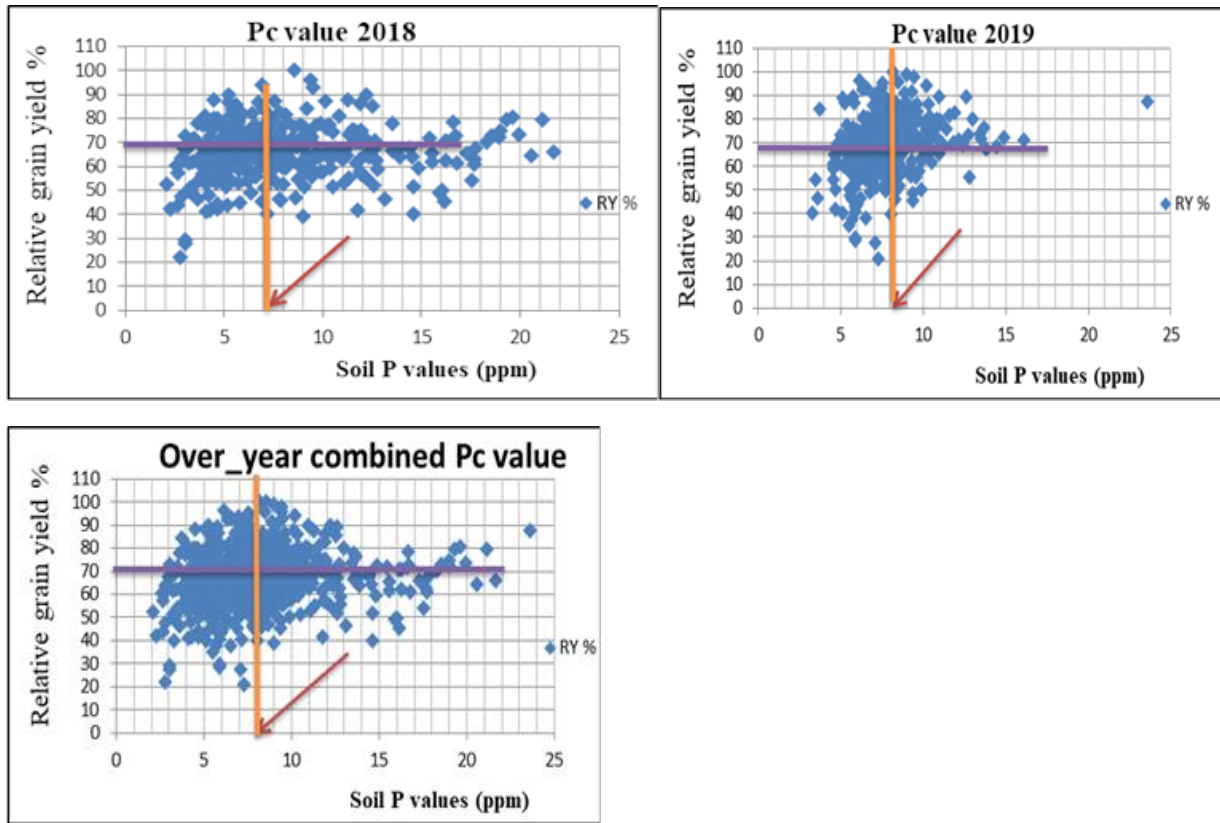 Pc value 2018
Relative grain yield %
110
100
90
80
70
60
50
40
30
20
10
0
0 5 10 15 20 25
Soil P values (ppm)
RY %
Pc value 2019
Relative grain yield %
110
100
90
80
70
60
50
40
30
20
10
0
0 5 10 15 20 25
Soil P values (ppm)
RY %
Over_year combined Pc value
Relative grain yield %
110
100
90
80
70
60
50
40
30
20
10
0
0 5 10 15 20 25
Soil P values (ppm)
RY %